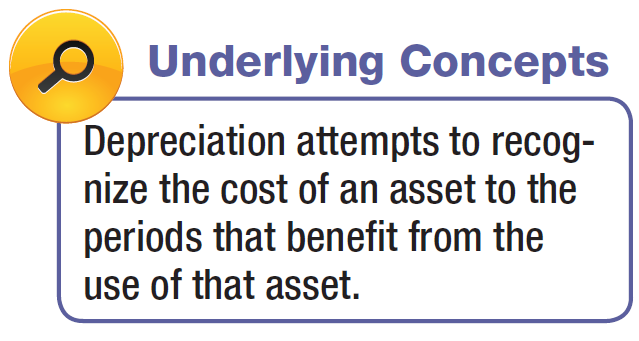 Underlying Concepts
Depreciation attempts to recog-
nize the cost of an asset to the
periods that benefit from the
use of that asset.